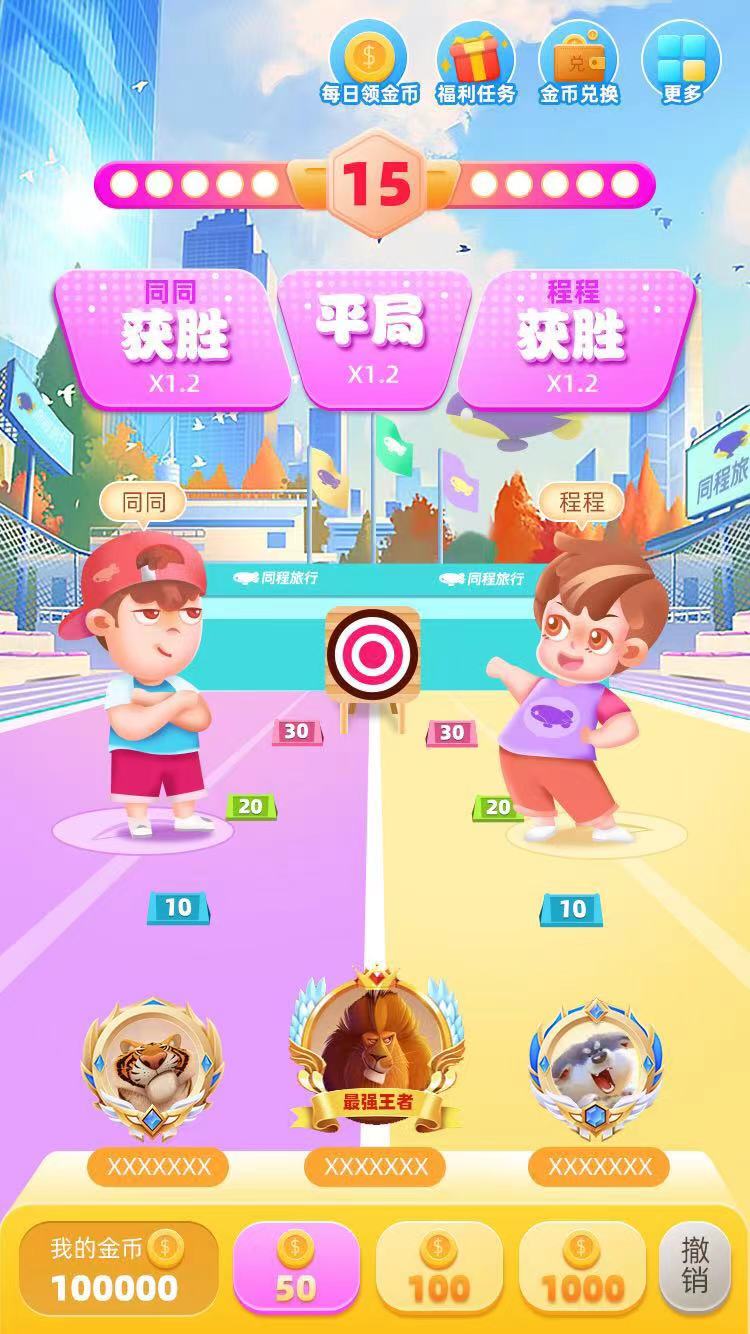 每日领金币
福利任务
兑
金币兑换
更多
15
同同
获胜
X1.2
平局
X1.2
程程
获胜
X1.2
同同
程程
同程旅行
同程旅行
同程旅
30
30
20
20
10
10
最强王者
XXXXXXX
XXXXXXX
XXXXXXX
我的金币
100000
50
100
1000
撤
销